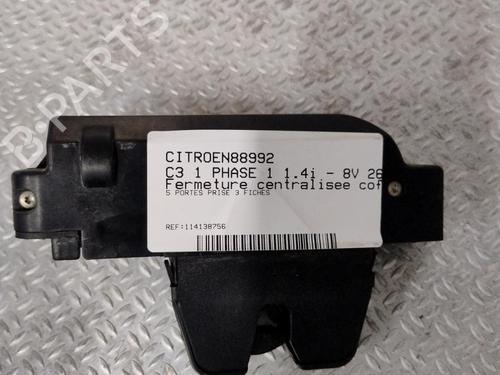 B-PARTS
CITROEN88992
C3 1 PHASE 1 1.4i - 8V 26
Fermeture centralisee cof
5 PORTES PRISE 3 FICHES
REF:114138756